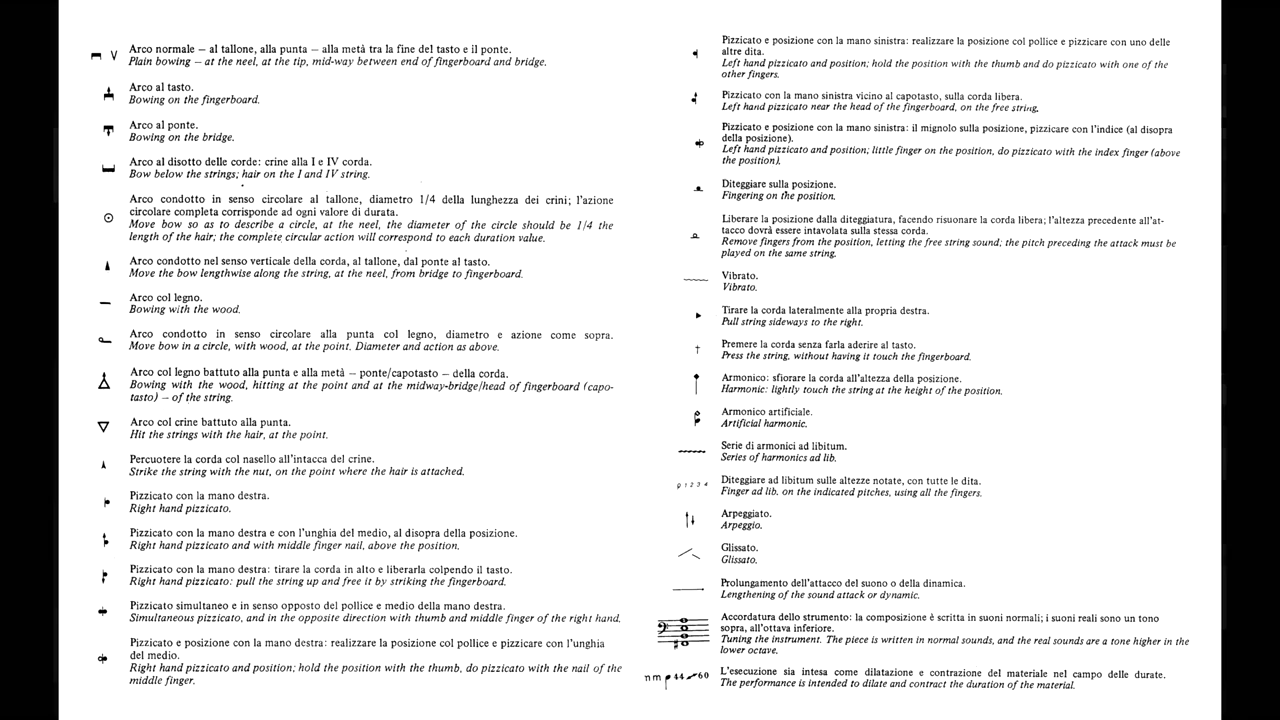 Arco normale – al tallone, alla punta – alla metà tra la fine del tasto e il ponte.
Plain bowing – at the neel, at the tip, mid-way between end of fingerboard and bridge.
Arco al tasto.
Bowing on the fingerboard.
Arco al ponte.
Bowing on the bridge.
Arco al disotto delle corde: crine alla I e IV corda.
Bow below the strings; hair on the I and IV string.
Arco condotto in senso circolare al tallone, diametro 1/4 della lunghezza dei crini; l'azione
circolare completa corrisponde ad ogni valore di durata.
Move bow so as to describe a circle, at the neel, the diameter of the circle should be 1/4 the
length of the hair; the complete circular action will correspond to each duration value.
Arco condotto nel senso verticale della corda, al tallone, dal ponte al tasto.
Move the bow lengthwise along the string, at the neel, from bridge to fingerboard.
Arco col legno.
Bowing with the wood.
Arco condotto in senso circolare alla punta col legno, diametro e azione come sopra.
Move bow in a circle, with wood, at the point. Diameter and action as above.
Arco col legno battuto alla punta e alla metà – ponte/capotasto – della corda.
Bowing with the wood, hitting at the point and at the midway-bridge/head of fingerboard (capo-
tasto) – of the string.
Arco col crine battuto alla punta.
Hit the strings with the hair, at the point.
Percuotere la corda col nasello all'intacca del crine.
Strike the string with the nut, on the point where the hair is attached.
Pizzicato con la mano destra.
Right hand pizzicato.
Pizzicato con la mano destra e con l'unghia del medio, al disopra della posizione.
Right hand pizzicato and with middle finger nail, above the position.
Pizzicato con la mano destra: tirare la corda in alto e liberarla colpendo il tasto.
Right hand pizzicato: pull the string up and free it by striking the fingerboard.
Pizzicato simultaneo e in senso opposto del pollice e medio della mano destra.
Simultaneous pizzicato, and in the opposite direction with thumb and middle finger of the right hand.
Pizzicato e posizione con la mano destra: realizzare la posizione col pollice e pizzicare con l'unghia
del medio.
Right hand pizzicato and position; hold the position with the thumb, do pizzicato with the nail of the
middle finger.
Pizzicato e posizione con la mano sinistra: realizzare la posizione col pollice e pizzicare con uno delle
altre dita.
Left hand pizzicato and position; hold the position with the thumb and do pizzicato with one of the
other fingers.
Pizzicato con la mano sinistra vicino al capotasto, sulla corda libera.
Left hand pizzicato near the head of the fingerboard, on the free string.
Pizzicato e posizione con la mano sinistra: il mignolo sulla posizione, pizzicare con l'indice (al disopra
della posizione).
Left hand pizzicato and position; little finger on the position, do pizzicato with the index finger (above
the position).
Diteggiare sulla posizione.
Fingering on the position.
Liberare la posizione dalla diteggiatura, facendo risuonare la corda libera; l'altezza precedente all'at-
tacco dovrà essere intavolata sulla stessa corda.
Remove fingers from the position, letting the free string sound; the pitch preceding the attack must be
played on the same string.
Vibrato.
Vibrato.
Tirare la corda lateralmente alla propria destra.
Pull string sideways to the right.
Premere la corda senza farla aderire al tasto.
Press the string, without having it touch the fingerboard.
Armonico: sfiorare la corda all'altezza della posizione.
Harmonic: lightly touch the string at the height of the position.
Armonico artificiale.
Artificial harmonic.
Serie di armonici ad libitum.
Series of harmonics ad lib.
0 1 2 3 4 Diteggiare ad libitum sulle altezze notate, con tutte le dita.
Finger ad lib. on the indicated pitches, using all the fingers.
Arpeggiato.
Arpeggio.
Glissato.
Glissato.
Prolungamento dell'attacco del suono o della dinamica.
Lengthening of the sound attack or dynamic.
Accordatura dello strumento: la composizione è scritta in suoni normali; i suoni reali sono un tono
sopra, all'ottava inferiore.
Tuning the instrument. The piece is written in normal sounds, and the real sounds are a tone higher in the
lower octave.
nm 44 60 L'esecuzione sia intesa come dilatazione e contrazione del materiale nel campo delle durate.
The performance is intended to dilate and contract the duration of the material.